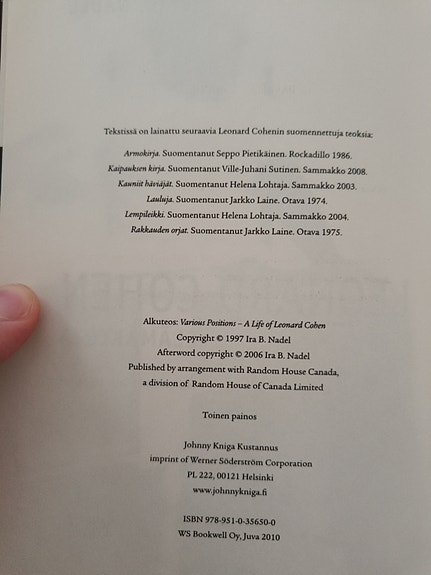 Tekstissä on lainattu seuraavia Leonard Cohenin suomennettuja teoksia:
Armokirja. Suomentanut Seppo Pietikäinen. Rockadillo 1986.
Kaipauksen kirja. Suomentanut Ville-Juhani Sutinen. Sammakko 2008.
Kauniit häviäjät. Suomentanut Helena Lohtaja. Sammakko 2003.
Lauluja. Suomentanut Jarkko Laine. Otava 1974.
Lempileikki. Suomentanut Helena Lohtaja. Sammakko 2004.
Rakkauden orjat. Suomentanut Jarkko Laine. Otava 1975.
Alkuteos: Various Positions – A Life of Leonard Cohen
Copyright © 1997 Ira B. Nadel
Afterword copyright © 2006 Ira B. Nadel
Published by arrangement with Random House Canada,
a division of Random House of Canada Limited
Toinen painos
Johnny Kniga Kustannus
imprint of Werner Söderström Corporation
PL 222, 00121 Helsinki
www.johnnykniga.fi
ISBN 978-951-0-35650-0
WS Bookwell Oy, Juva 2010